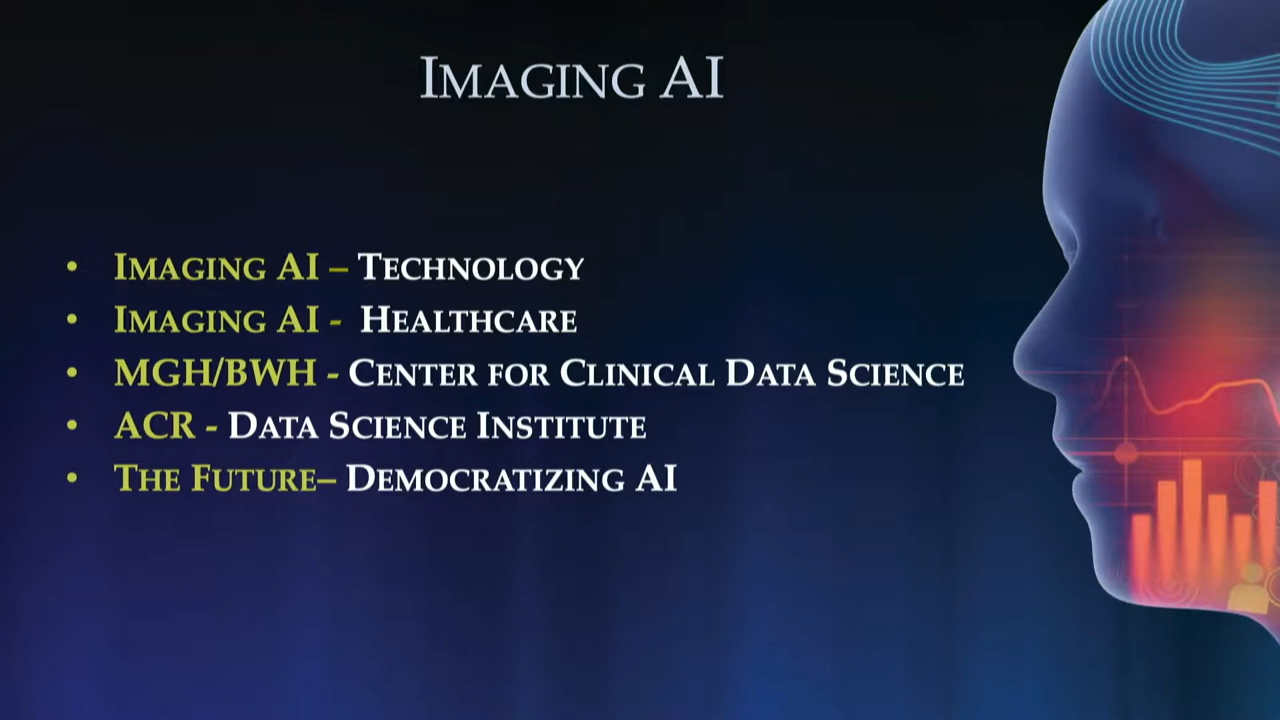 IMAGING AI
• IMAGING AI – TECHNOLOGY
• IMAGING AI - HEALTHCARE
• MGH/BWH - CENTER FOR CLINICAL DATA SCIENCE
• ACR - DATA SCIENCE INSTITUTE
• THE FUTURE– DEMOCRATIZING AI